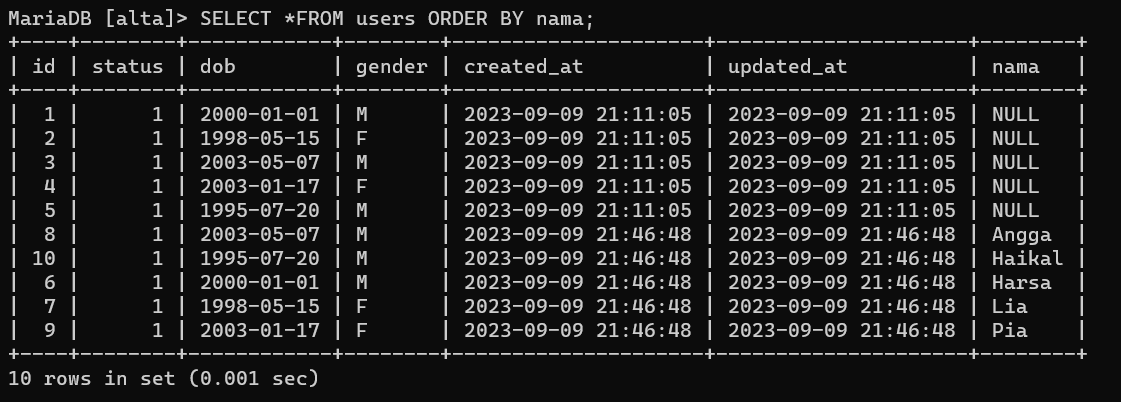 MariaDB [alta]> SELECT *FROM users ORDER BY nama;
+----+--------+------------+--------+---------------------+---------------------+--------+
| id | status | dob        | gender | created_at          | updated_at          | nama   |
+----+--------+------------+--------+---------------------+---------------------+--------+
|  1 |      1 | 2000-01-01 | M      | 2023-09-09 21:11:05 | 2023-09-09 21:11:05 | NULL   |
|  2 |      1 | 1998-05-15 | F      | 2023-09-09 21:11:05 | 2023-09-09 21:11:05 | NULL   |
|  3 |      1 | 2003-05-07 | M      | 2023-09-09 21:11:05 | 2023-09-09 21:11:05 | NULL   |
|  4 |      1 | 2003-01-17 | F      | 2023-09-09 21:11:05 | 2023-09-09 21:11:05 | NULL   |
|  5 |      1 | 1995-07-20 | M      | 2023-09-09 21:11:05 | 2023-09-09 21:11:05 | NULL   |
|  8 |      1 | 2003-05-07 | M      | 2023-09-09 21:46:48 | 2023-09-09 21:46:48 | Angga  |
| 10 |      1 | 1995-07-20 | M      | 2023-09-09 21:46:48 | 2023-09-09 21:46:48 | Haikal |
|  6 |      1 | 2000-01-01 | M      | 2023-09-09 21:46:48 | 2023-09-09 21:46:48 | Harsa  |
|  7 |      1 | 1998-05-15 | F      | 2023-09-09 21:46:48 | 2023-09-09 21:46:48 | Lia    |
|  9 |      1 | 2003-01-17 | F      | 2023-09-09 21:46:48 | 2023-09-09 21:46:48 | Pia    |
+----+--------+------------+--------+---------------------+---------------------+--------+
10 rows in set (0.001 sec)